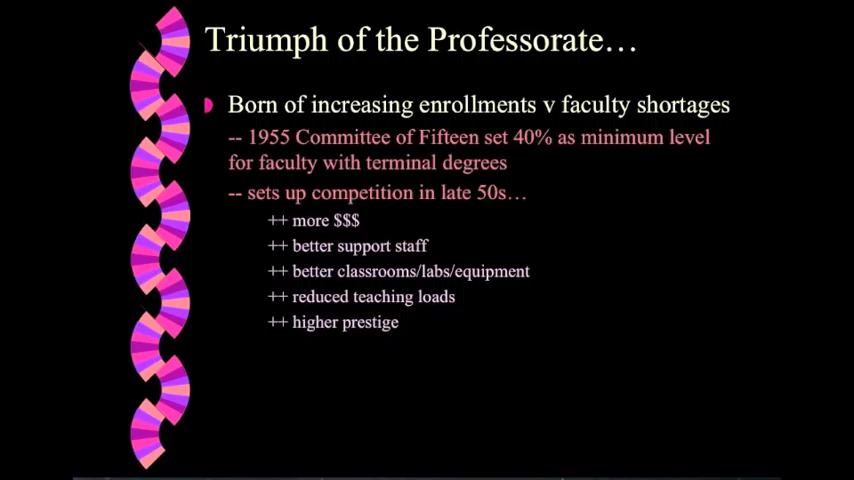 Triumph of the Professorate…
Born of increasing enrollments v faculty shortages
-- 1955 Committee of Fifteen set 40% as minimum level
for faculty with terminal degrees
-- sets up competition in late 50s…
++ more $$$
++ better support staff
++ better classrooms/labs/equipment
++ reduced teaching loads
++ higher prestige